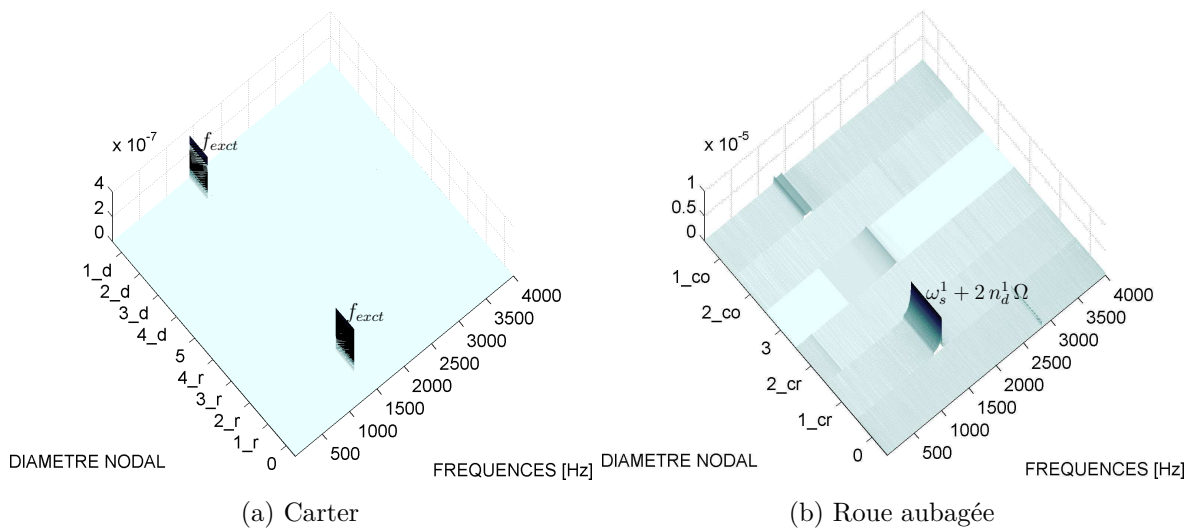 x 10⁻⁷
4
2
0
f_exct
f_exct
1_d
2_d
3_d
4_d
5
4_r
3_r
2_r
1_r
0
500
1000
1500
2000
2500
3000
3500
4000
DIAMETRE NODAL
FREQUENCES [Hz]
(a) Carter
x 10⁻⁵
1
0.5
0
ω_s^1 + 2 n_d^1 Ω
1_co
2_co
3
2_cr
1_cr
0
500
1000
1500
2000
2500
3000
3500
4000
DIAMETRE NODAL
FREQUENCES [Hz]
(b) Roue aubagée